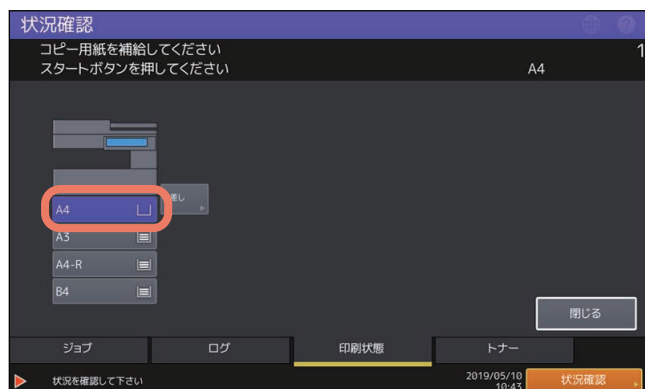 状況確認
コピー用紙を補給してください 1
スタートボタンを押してください A4
A4
差し
A3
A4-R
B4
閉じる
ジョブ ログ 印刷状態 トナー
状況を確認して下さい 2019/05/10 10:43 状況確認